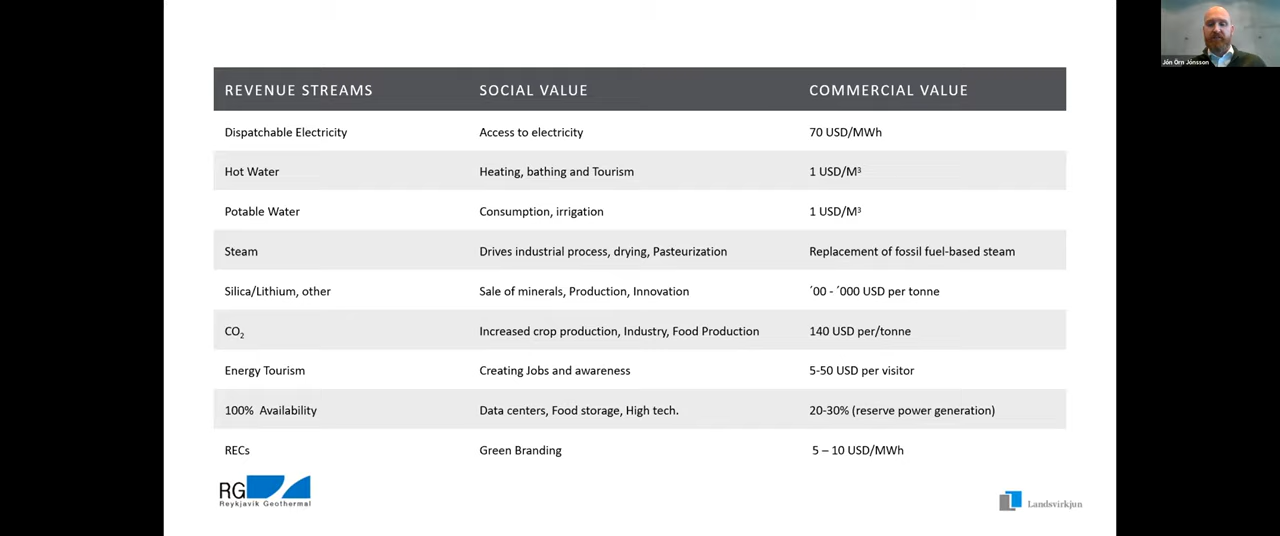 Jón Örn Jónsson
REVENUE STREAMS SOCIAL VALUE COMMERCIAL VALUE
Dispatchable Electricity Access to electricity 70 USD/MWh
Hot Water Heating, bathing and Tourism 1 USD/M³
Potable Water Consumption, irrigation 1 USD/M³
Steam Drives industrial process, drying, Pasteurization Replacement of fossil fuel-based steam
Silica/Lithium, other Sale of minerals, Production, Innovation ´00 - ´000 USD per tonne
CO₂ Increased crop production, Industry, Food Production 140 USD per/tonne
Energy Tourism Creating Jobs and awareness 5-50 USD per visitor
100% Availability Data centers, Food storage, High tech. 20-30% (reserve power generation)
RECs Green Branding 5 – 10 USD/MWh
RG
Reykjavik Geothermal
Landsvirkjun